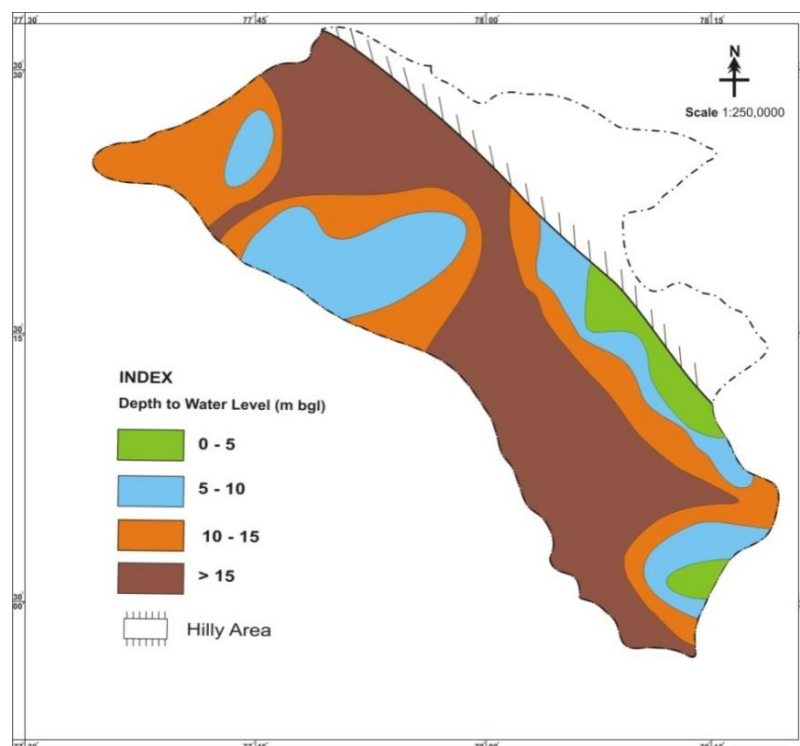 77°30' 77°45' 78°00' 78°15'
30°
30'
N
Scale 1:250,0000
30°
15'
INDEX
Depth to Water Level (m bgl)
0 - 5
5 - 10
10 - 15
> 15
30°
00'
Hilly Area